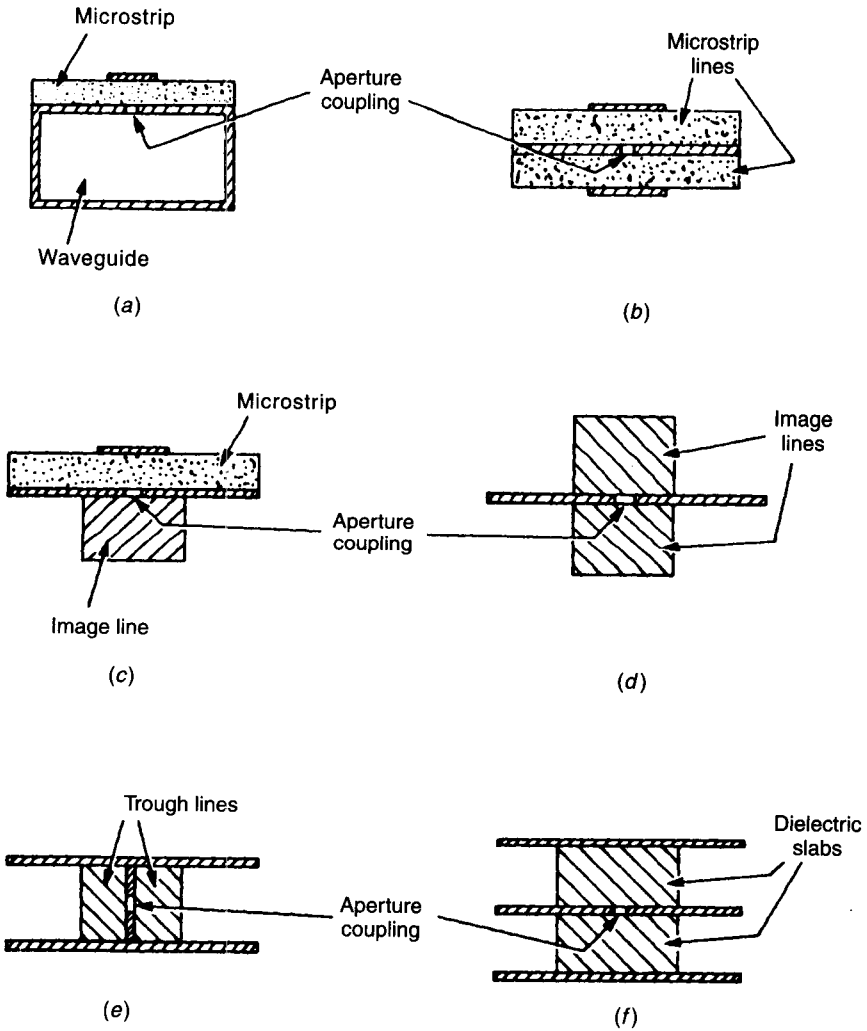 Microstrip
Aperture
coupling
Microstrip
lines
Waveguide
(a)
(b)
Microstrip
Image
lines
Aperture
coupling
Image line
(c)
(d)
Trough lines
Dielectric
slabs
Aperture
coupling
(e)
(f)